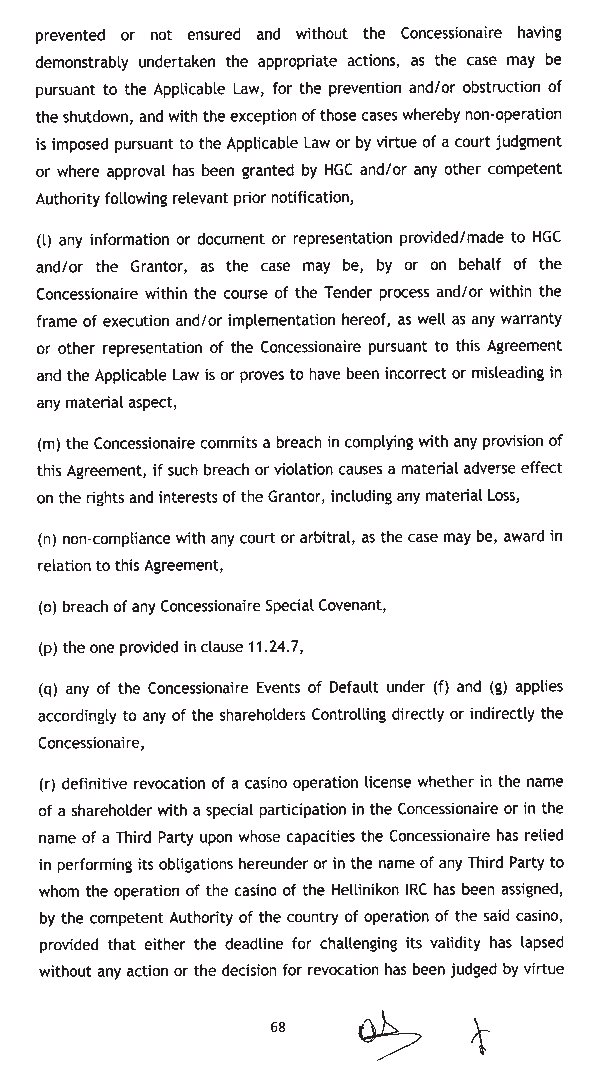 prevented or not ensured and without the Concessionaire having
demonstrably undertaken the appropriate actions, as the case may be
pursuant to the Applicable Law, for the prevention and/or obstruction of
the shutdown, and with the exception of those cases whereby non-operation
is imposed pursuant to the Applicable Law or by virtue of a court judgment
or where approval has been granted by HGC and/or any other competent
Authority following relevant prior notification,
(l) any information or document or representation provided/made to HGC
and/or the Grantor, as the case may be, by or on behalf of the
Concessionaire within the course of the Tender process and/or within the
frame of execution and/or implementation hereof, as well as any warranty
or other representation of the Concessionaire pursuant to this Agreement
and the Applicable Law is or proves to have been incorrect or misleading in
any material aspect,
(m) the Concessionaire commits a breach in complying with any provision of
this Agreement, if such breach or violation causes a material adverse effect
on the rights and interests of the Grantor, including any material Loss,
(n) non-compliance with any court or arbitral, as the case may be, award in
relation to this Agreement,
(o) breach of any Concessionaire Special Covenant,
(p) the one provided in clause 11.24.7,
(q) any of the Concessionaire Events of Default under (f) and (g) applies
accordingly to any of the shareholders Controlling directly or indirectly the
Concessionaire,
(r) definitive revocation of a casino operation license whether in the name
of a shareholder with a special participation in the Concessionaire or in the
name of a Third Party upon whose capacities the Concessionaire has relied
in performing its obligations hereunder or in the name of any Third Party to
whom the operation of the casino of the Hellinikon IRC has been assigned,
by the competent Authority of the country of operation of the said casino,
provided that either the deadline for challenging its validity has lapsed
without any action or the decision for revocation has been judged by virtue
68